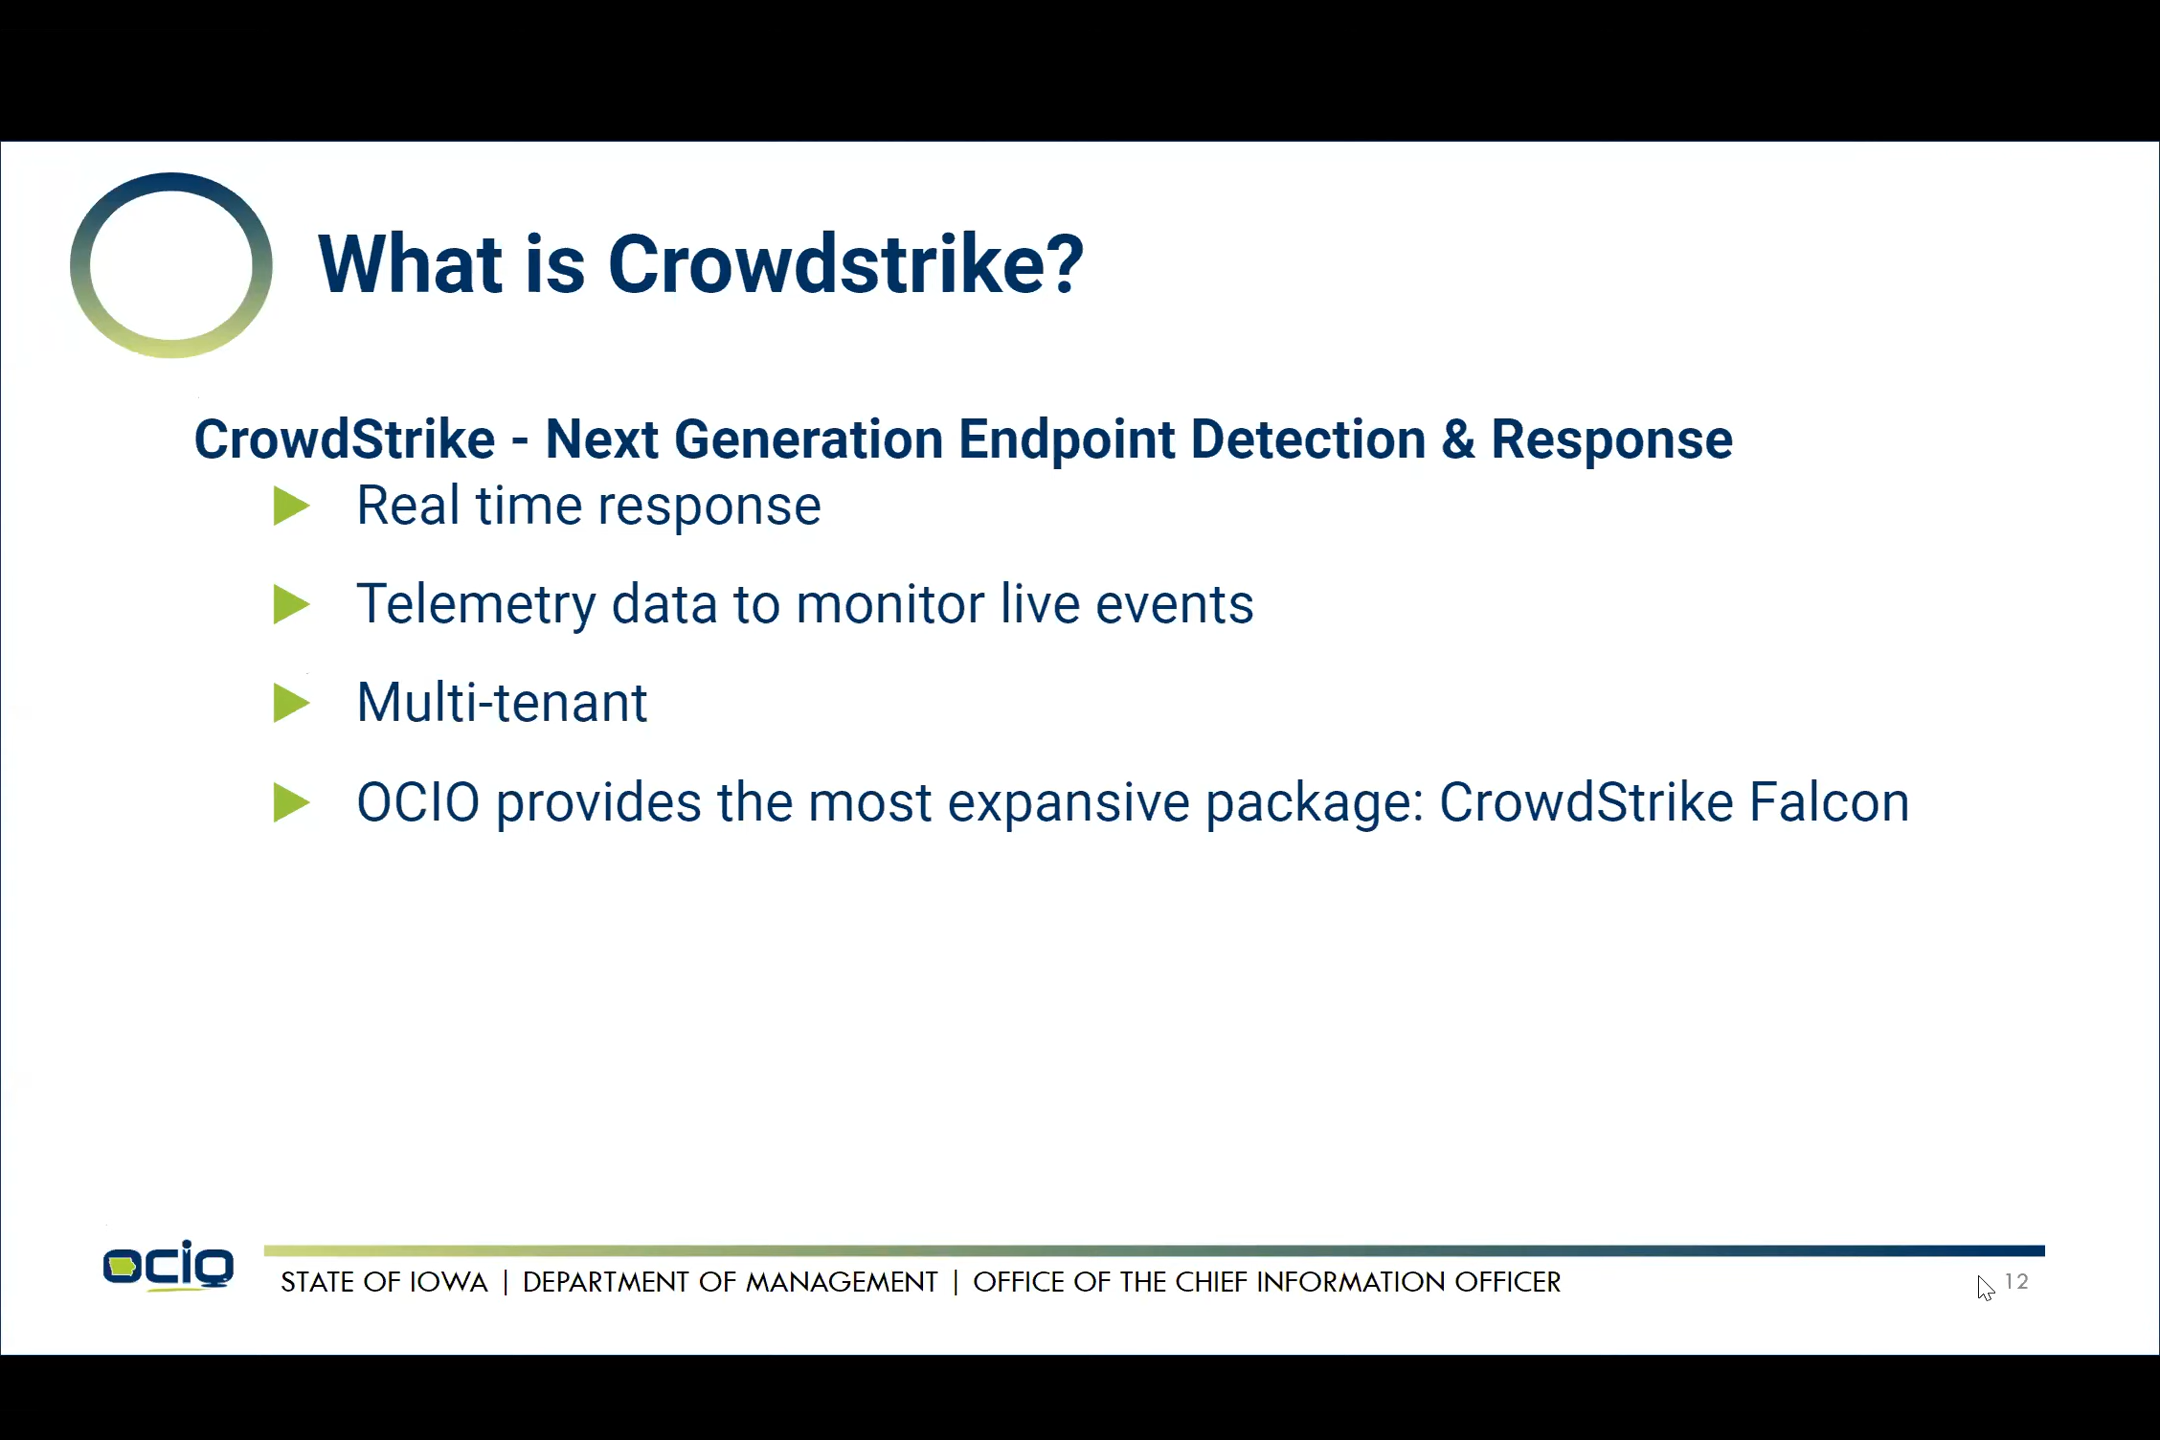 What is Crowdstrike?
CrowdStrike - Next Generation Endpoint Detection & Response
Real time response
Telemetry data to monitor live events
Multi-tenant
OCIO provides the most expansive package: CrowdStrike Falcon
ocio
STATE OF IOWA | DEPARTMENT OF MANAGEMENT | OFFICE OF THE CHIEF INFORMATION OFFICER
12